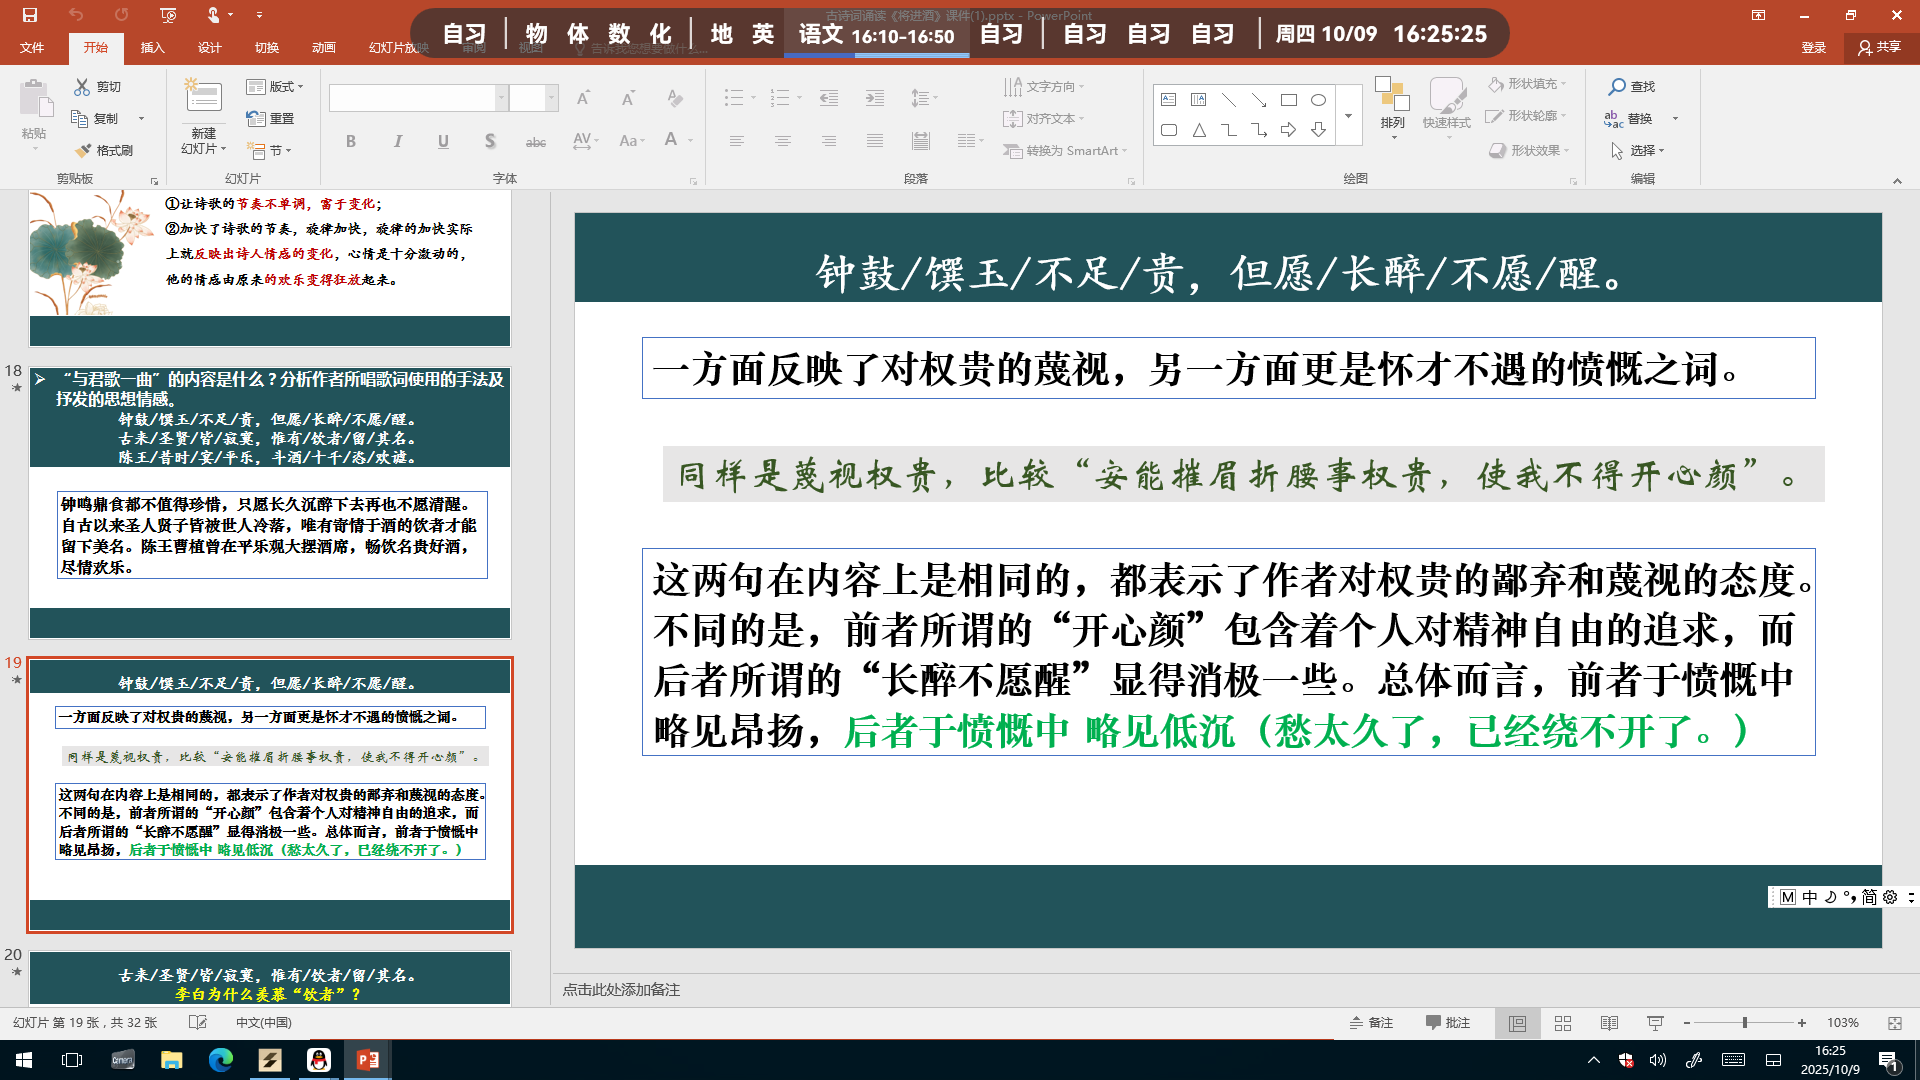 古诗词诵读《将进酒》课件(1).pptx - PowerPoint
自习 | 物 体 数 化 | 地 英 语文 16:10-16:50 自习 | 自习 自习 自习 | 周四 10/09 16:25:25
文件 开始 插入 设计 切换 动画 幻灯片放映 审阅 视图 告诉我您想要做什么... 登录 共享
粘贴 剪切 复制 格式刷 剪贴板
新建 幻灯片 版式 重置 节 幻灯片
字体
段落 文字方向 对齐文本 转换为 SmartArt
绘图 排列 快速样式 形状填充 形状轮廓 形状效果
编辑 查找 替换 选择
①让诗歌的节奏不单调，富于变化；
②加快了诗歌的节奏，旋律加快，旋律的加快实际
上就反映出诗人情感的变化，心情是十分激动的，
他的情感由原来的欢乐变得狂放起来。
18
“与君歌一曲”的内容是什么？分析作者所唱歌词使用的手法及
抒发的思想情感。
钟鼓/馔玉/不足/贵，但愿/长醉/不愿/醒。
古来/圣贤/皆/寂寞，惟有/饮者/留/其名。
陈王/昔时/宴/平乐，斗酒/十千/恣/欢谑。
钟鸣鼎食都不值得珍惜，只愿长久沉醉下去再也不愿清醒。
自古以来圣人贤子皆被世人冷落，唯有寄情于酒的饮者才能
留下美名。陈王曹植曾在平乐观大摆酒席，畅饮名贵好酒，
尽情欢乐。
19
钟鼓/馔玉/不足/贵，但愿/长醉/不愿/醒。
一方面反映了对权贵的蔑视，另一方面更是怀才不遇的愤慨之词。
同样是蔑视权贵，比较“安能摧眉折腰事权贵，使我不得开心颜”。
这两句在内容上是相同的，都表示了作者对权贵的鄙弃和蔑视的态度。
不同的是，前者所谓的“开心颜”包含着个人对精神自由的追求，而
后者所谓的“长醉不愿醒”显得消极一些。总体而言，前者于愤慨中
略见昂扬，后者于愤慨中 略见低沉（愁太久了，已经绕不开了。）
20
古来/圣贤/皆/寂寞，惟有/饮者/留/其名。
李白为什么羡慕“饮者”？
钟鼓/馔玉/不足/贵，但愿/长醉/不愿/醒。
一方面反映了对权贵的蔑视，另一方面更是怀才不遇的愤慨之词。
同样是蔑视权贵，比较“安能摧眉折腰事权贵，使我不得开心颜”。
这两句在内容上是相同的，都表示了作者对权贵的鄙弃和蔑视的态度。
不同的是，前者所谓的“开心颜”包含着个人对精神自由的追求，而
后者所谓的“长醉不愿醒”显得消极一些。总体而言，前者于愤慨中
略见昂扬，后者于愤慨中 略见低沉（愁太久了，已经绕不开了。）
M 中 简
点击此处添加备注
幻灯片 第 19 张，共 32 张 中文(中国) 备注 批注 103%
16:25
2025/10/9
1